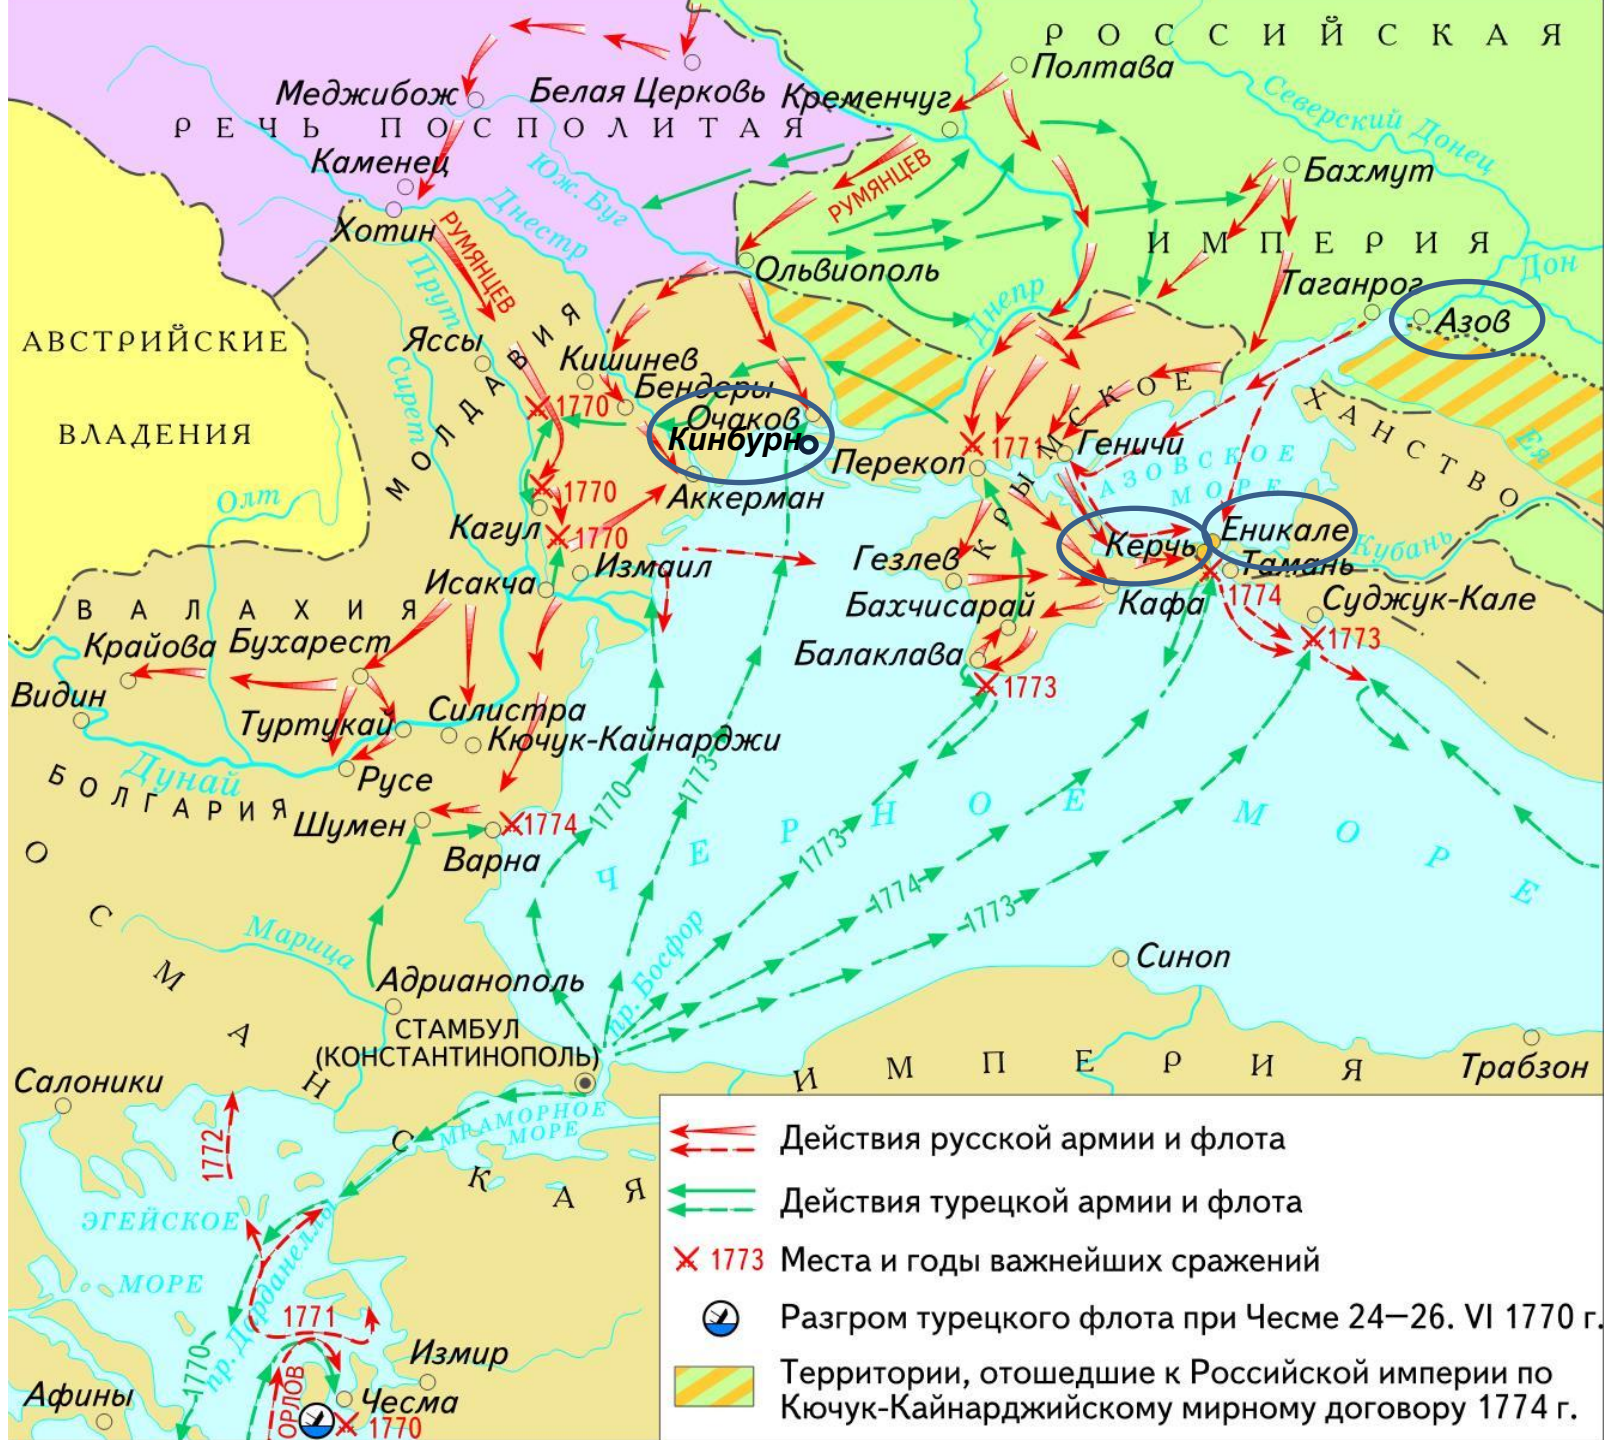 РОССИЙСКАЯ
Полтава
Северский Донец
Белая Церковь
Кременчуг
Меджибож
РЕЧЬ ПОСПОЛИТАЯ
Каменец
Юж. Буг
РУМЯНЦЕВ
Бахмут
Хотин
Днестр
РУМЯНЦЕВ
ИМПЕРИЯ
Ольвиополь
Дон
Таганрог
Прут
Днепр
Азов
АВСТРИЙСКИЕ
ВЛАДЕНИЯ
Яссы
МОЛДАВИЯ
Кишинев
Бендеры
Сирет
1770
Очаков
Кинбурн
КРЫМСКОЕ
ХАНСТВО
1771
Геничи
Перекоп
АЗОВСКОЕ
МОРЕ
Ея
Олт
1770
Аккерман
Кагул
1770
Керчь
Еникале
Кубань
Гезлев
Тамань
Измаил
Исакча
1774
Суджук-Кале
ВАЛАХИЯ
Бахчисарай
Кафа
Крайова
Бухарест
1773
Балаклава
Видин
1773
Силистра
Туртукай
Кючук-Кайнарджи
Дунай
Русе
БОЛГАРИЯ
1770
1773
Шумен
1774
Варна
ЧЕРНОЕ МОРЕ
1773
1774
1773
Марица
пр. Босфор
Синоп
Адрианополь
СТАМБУЛ
(КОНСТАНТИНОПОЛЬ)
ОСМАНСКАЯ
ИМПЕРИЯ
Трабзон
Салоники
МРАМОРНОЕ
МОРЕ
1772
ЭГЕЙСКОЕ
МОРЕ
пр. Дарданеллы
1771
1770
Измир
ОРЛОВ
Чесма
Афины
1770
Действия русской армии и флота
Действия турецкой армии и флота
1773 Места и годы важнейших сражений
Разгром турецкого флота при Чесме 24–26. VI 1770 г.
Территории, отошедшие к Российской империи по
Кючук-Кайнарджийскому мирному договору 1774 г.